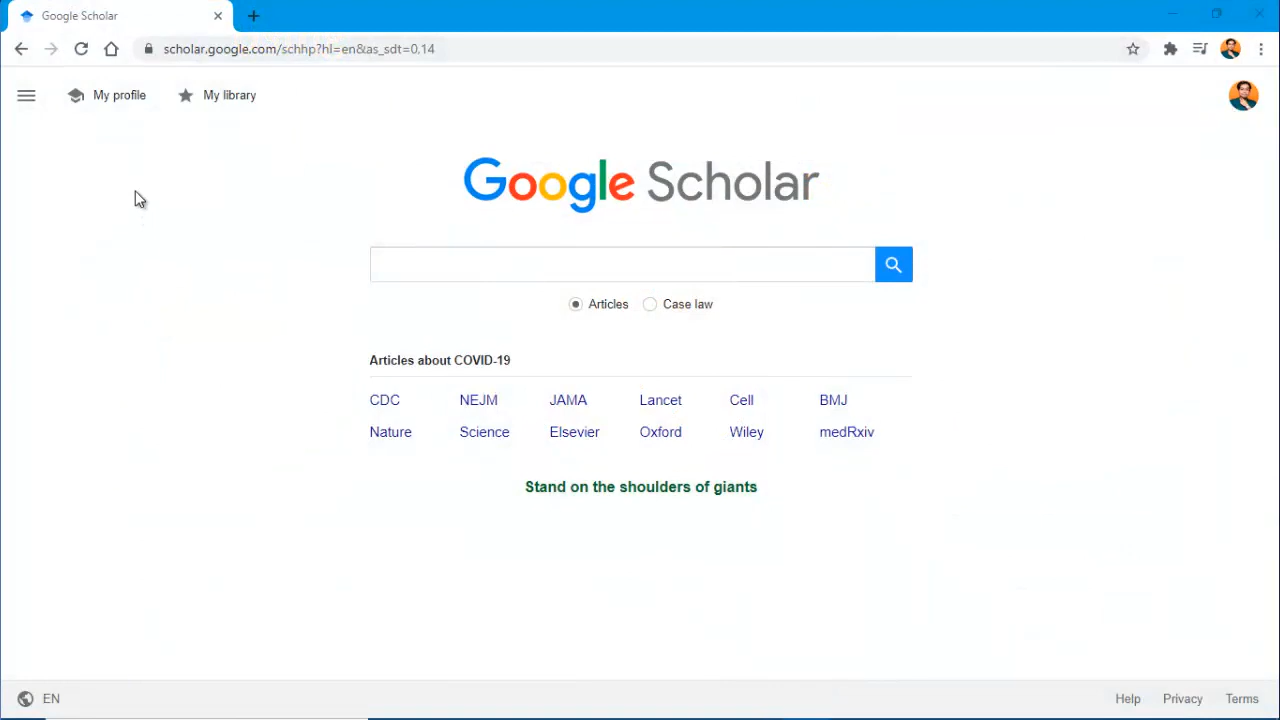 Google Scholar
scholar.google.com/schhp?hl=en&as_sdt=0,14
My profile
My library
Google Scholar
Articles
Case law
Articles about COVID-19
CDC NEJM JAMA Lancet Cell BMJ
Nature Science Elsevier Oxford Wiley medRxiv
Stand on the shoulders of giants
EN
Help Privacy Terms